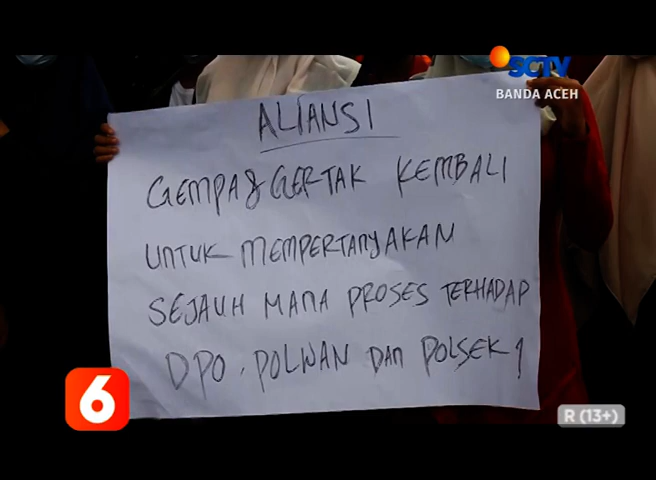 SCTV
BANDA ACEH
ALIANSI
GEMPA & GERTAK KEMBALI
UNTUK MEMPERTANYAKAN
SEJAUH MANA PROSES TERHADAP
DPO, POLWAN DAN POLSEK
6
R (13+)